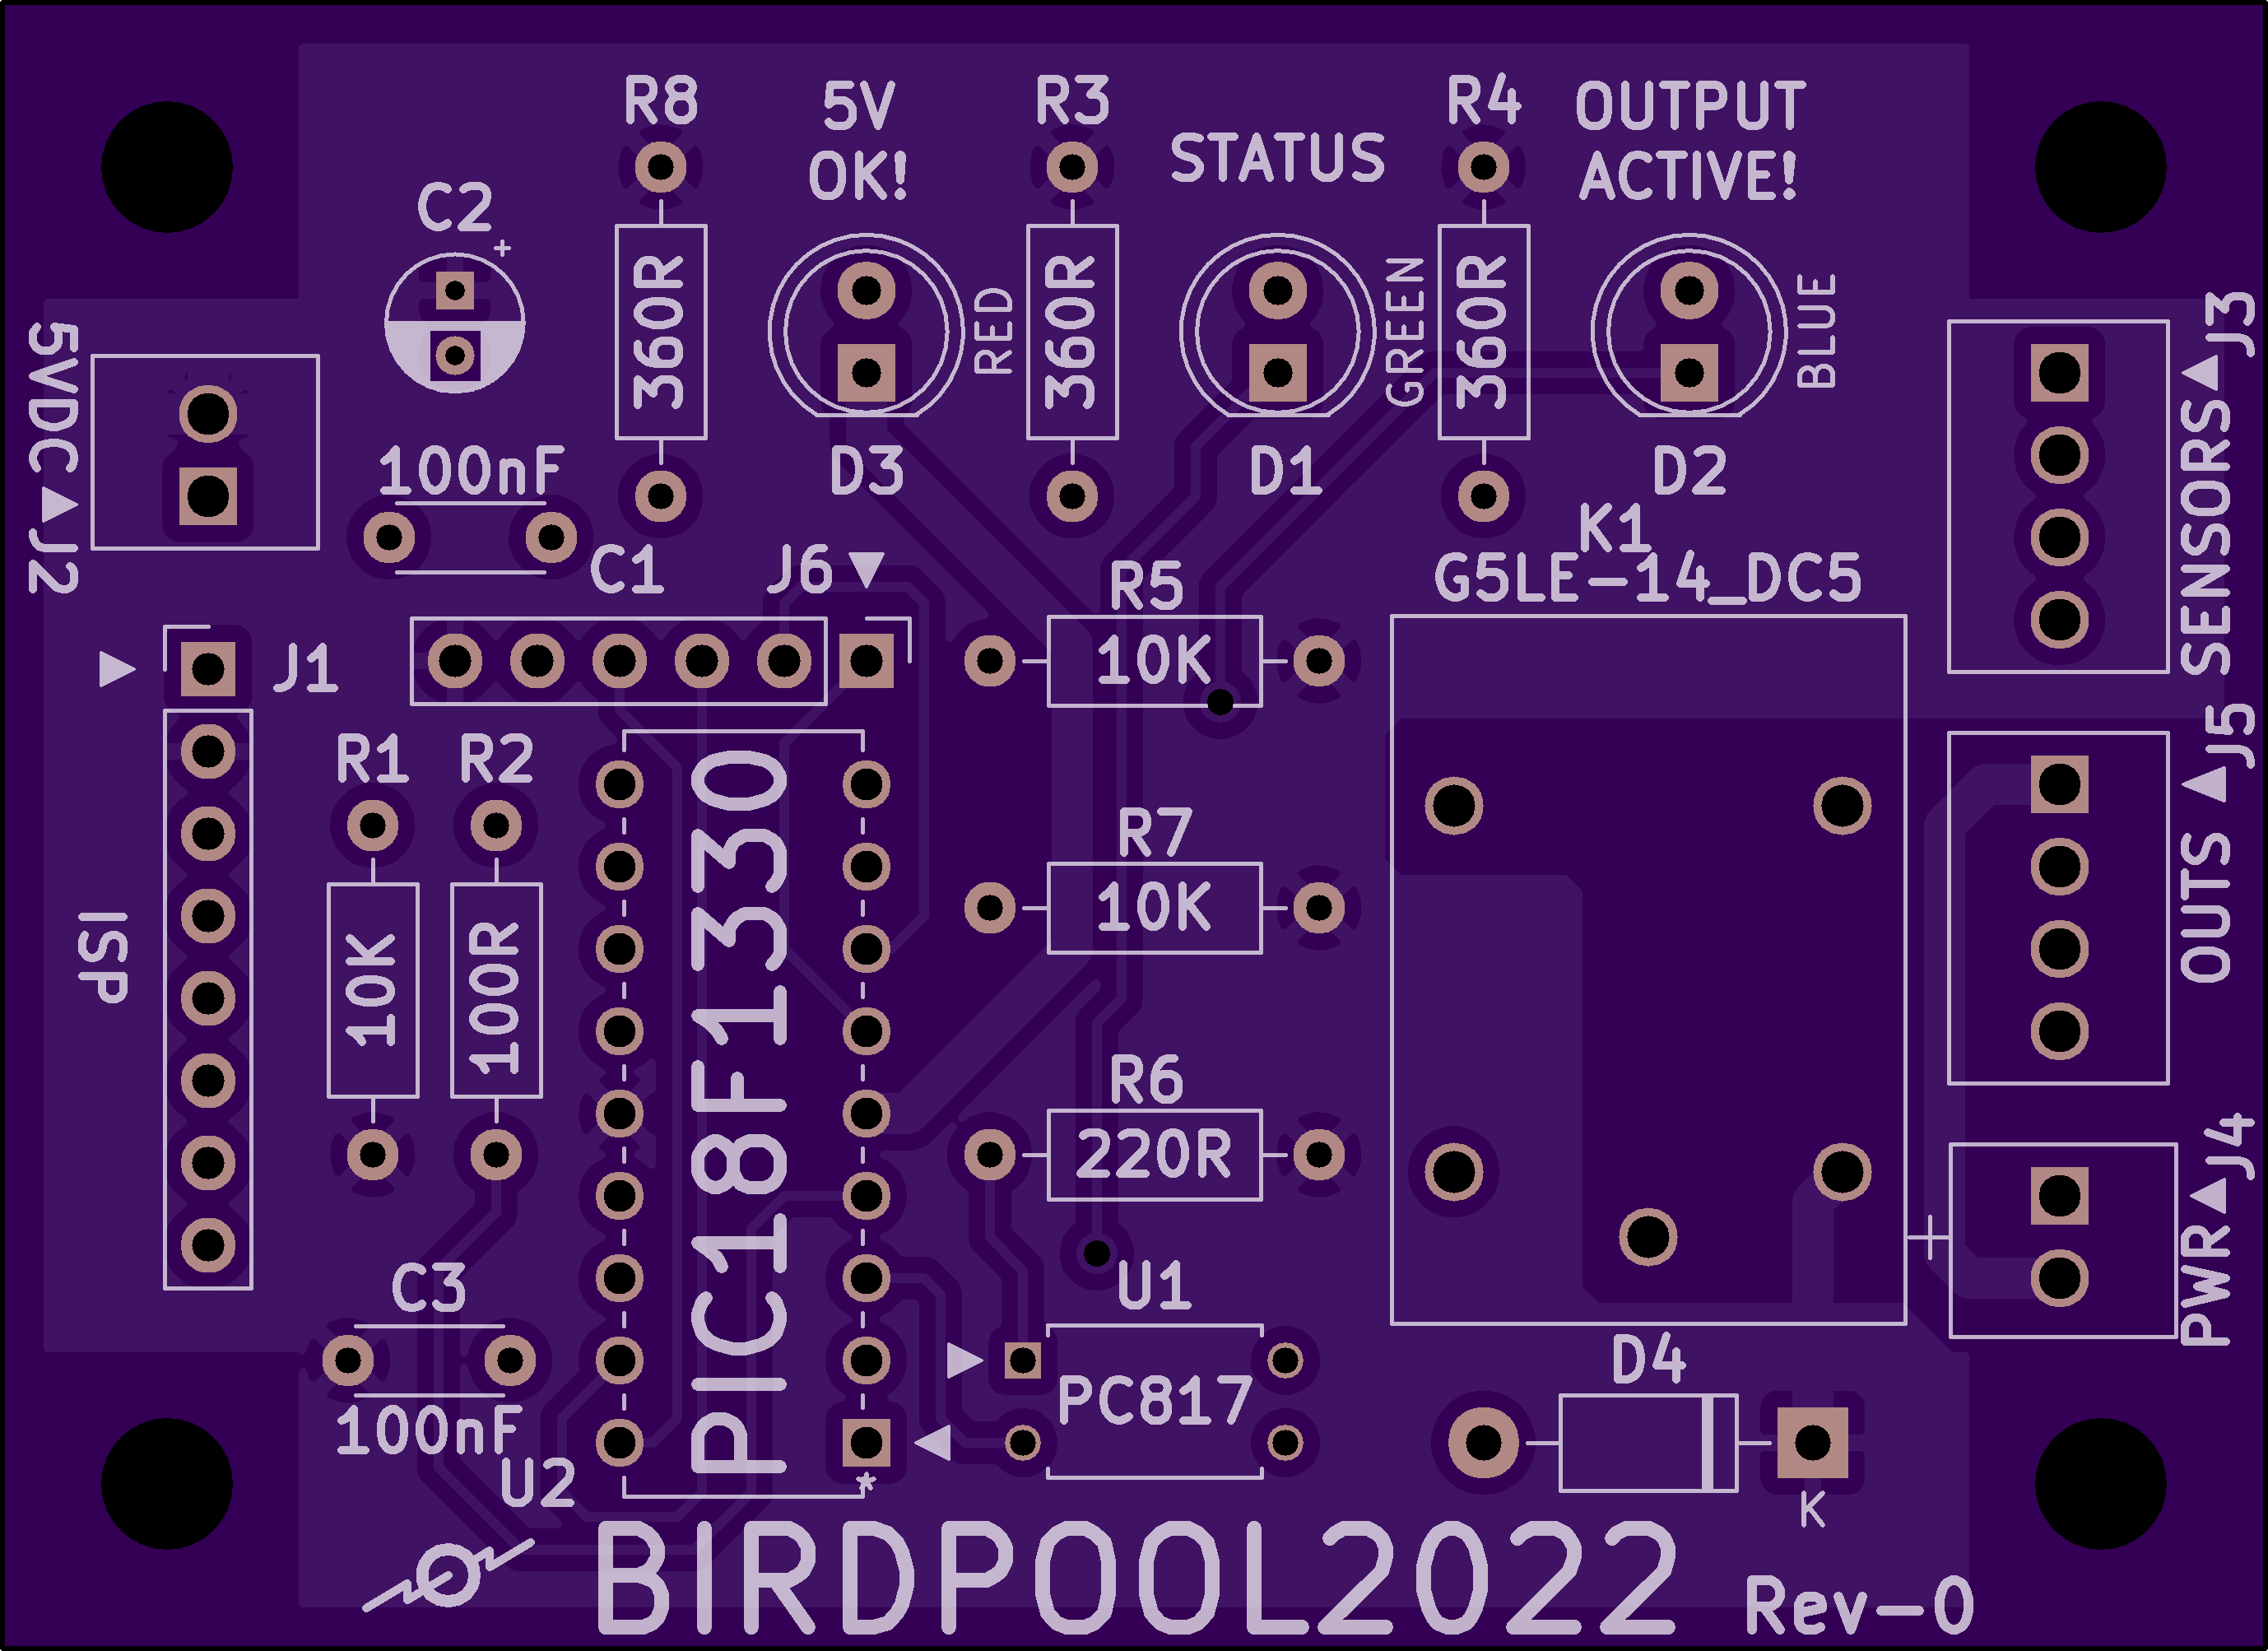 R8
5V
OK!
R3
STATUS
R4
OUTPUT
ACTIVE!
C2
+
360R
RED
360R
GREEN
360R
BLUE
J3
SENSORS
5VDC
J2
100nF
C1
D3
D1
D2
K1
G5LE-14_DC5
J6
R5
10K
J1
R1
R2
10K
100R
ISP
PIC18F1330
R7
10K
J5
OUTS
R6
220R
J4
PWR
+
C3
100nF
U2
*
U1
PC817
D4
K
BIRDPOOL2022
Rev-0